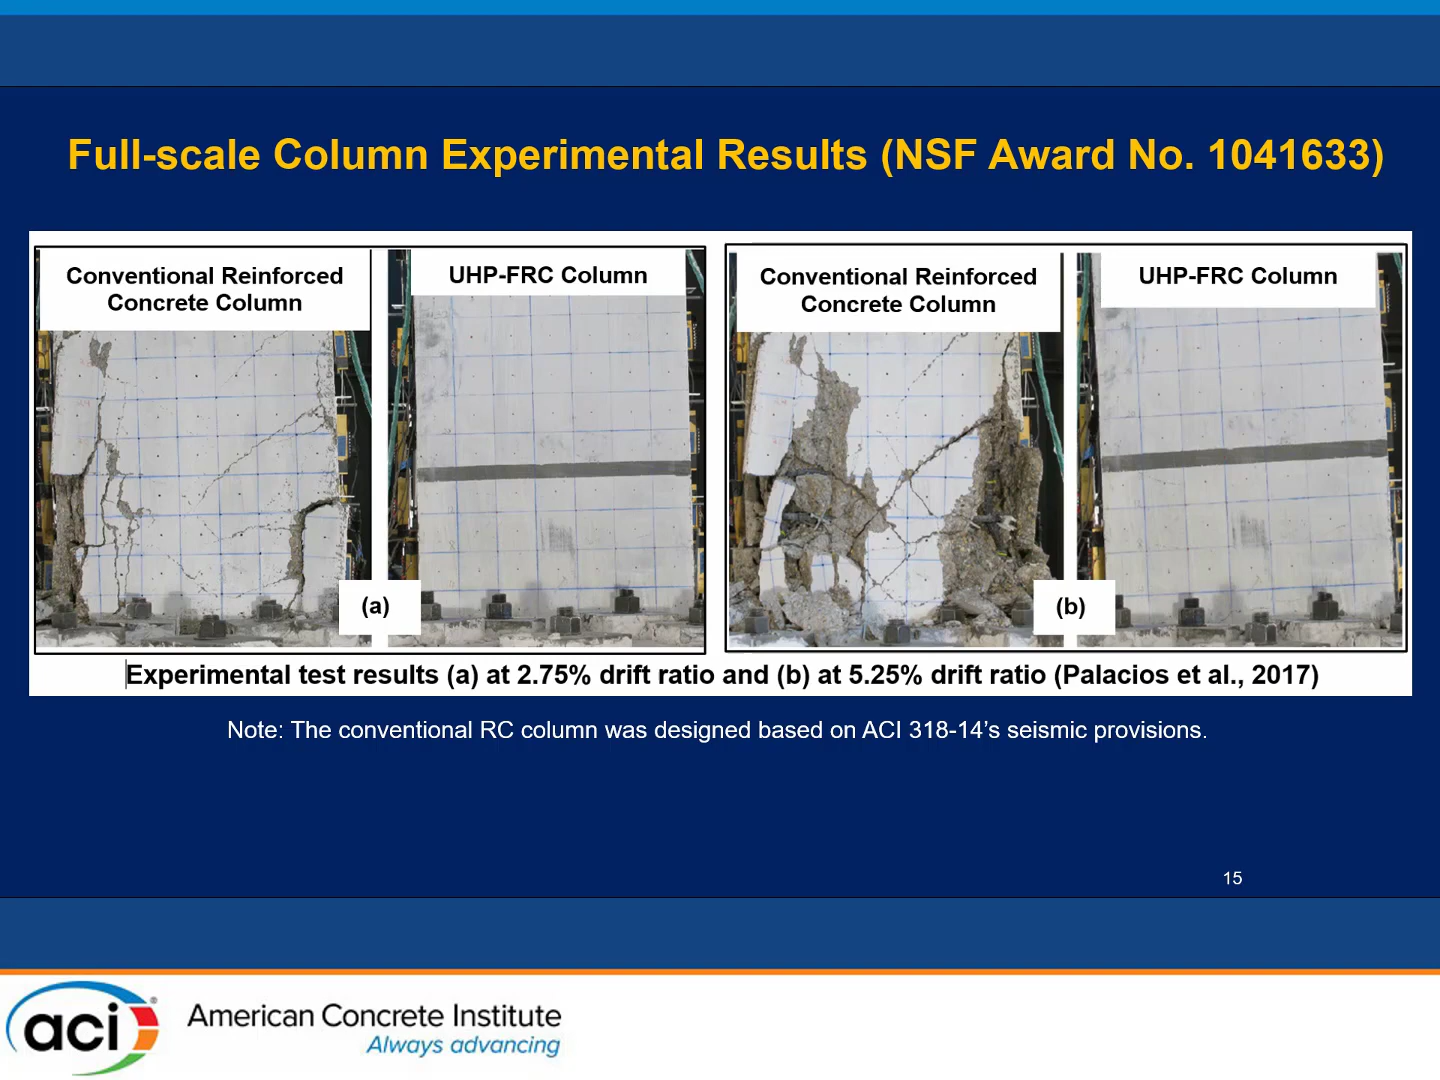 Full-scale Column Experimental Results (NSF Award No. 1041633)
Conventional Reinforced
Concrete Column
UHP-FRC Column
(a)
Conventional Reinforced
Concrete Column
UHP-FRC Column
(b)
Experimental test results (a) at 2.75% drift ratio and (b) at 5.25% drift ratio (Palacios et al., 2017)
Note: The conventional RC column was designed based on ACI 318-14’s seismic provisions.
15
aci®
American Concrete Institute
Always advancing